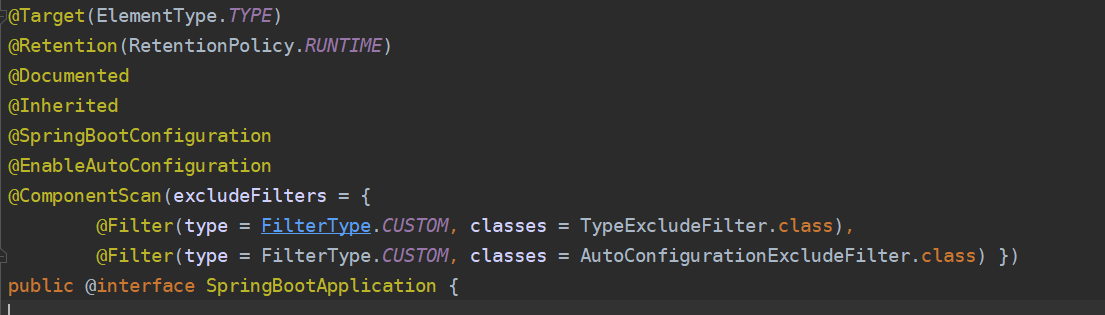 @Target(ElementType.TYPE)
@Retention(RetentionPolicy.RUNTIME)
@Documented
@Inherited
@SpringBootConfiguration
@EnableAutoConfiguration
@ComponentScan(excludeFilters = {
        @Filter(type = FilterType.CUSTOM, classes = TypeExcludeFilter.class),
        @Filter(type = FilterType.CUSTOM, classes = AutoConfigurationExcludeFilter.class) })
public @interface SpringBootApplication {